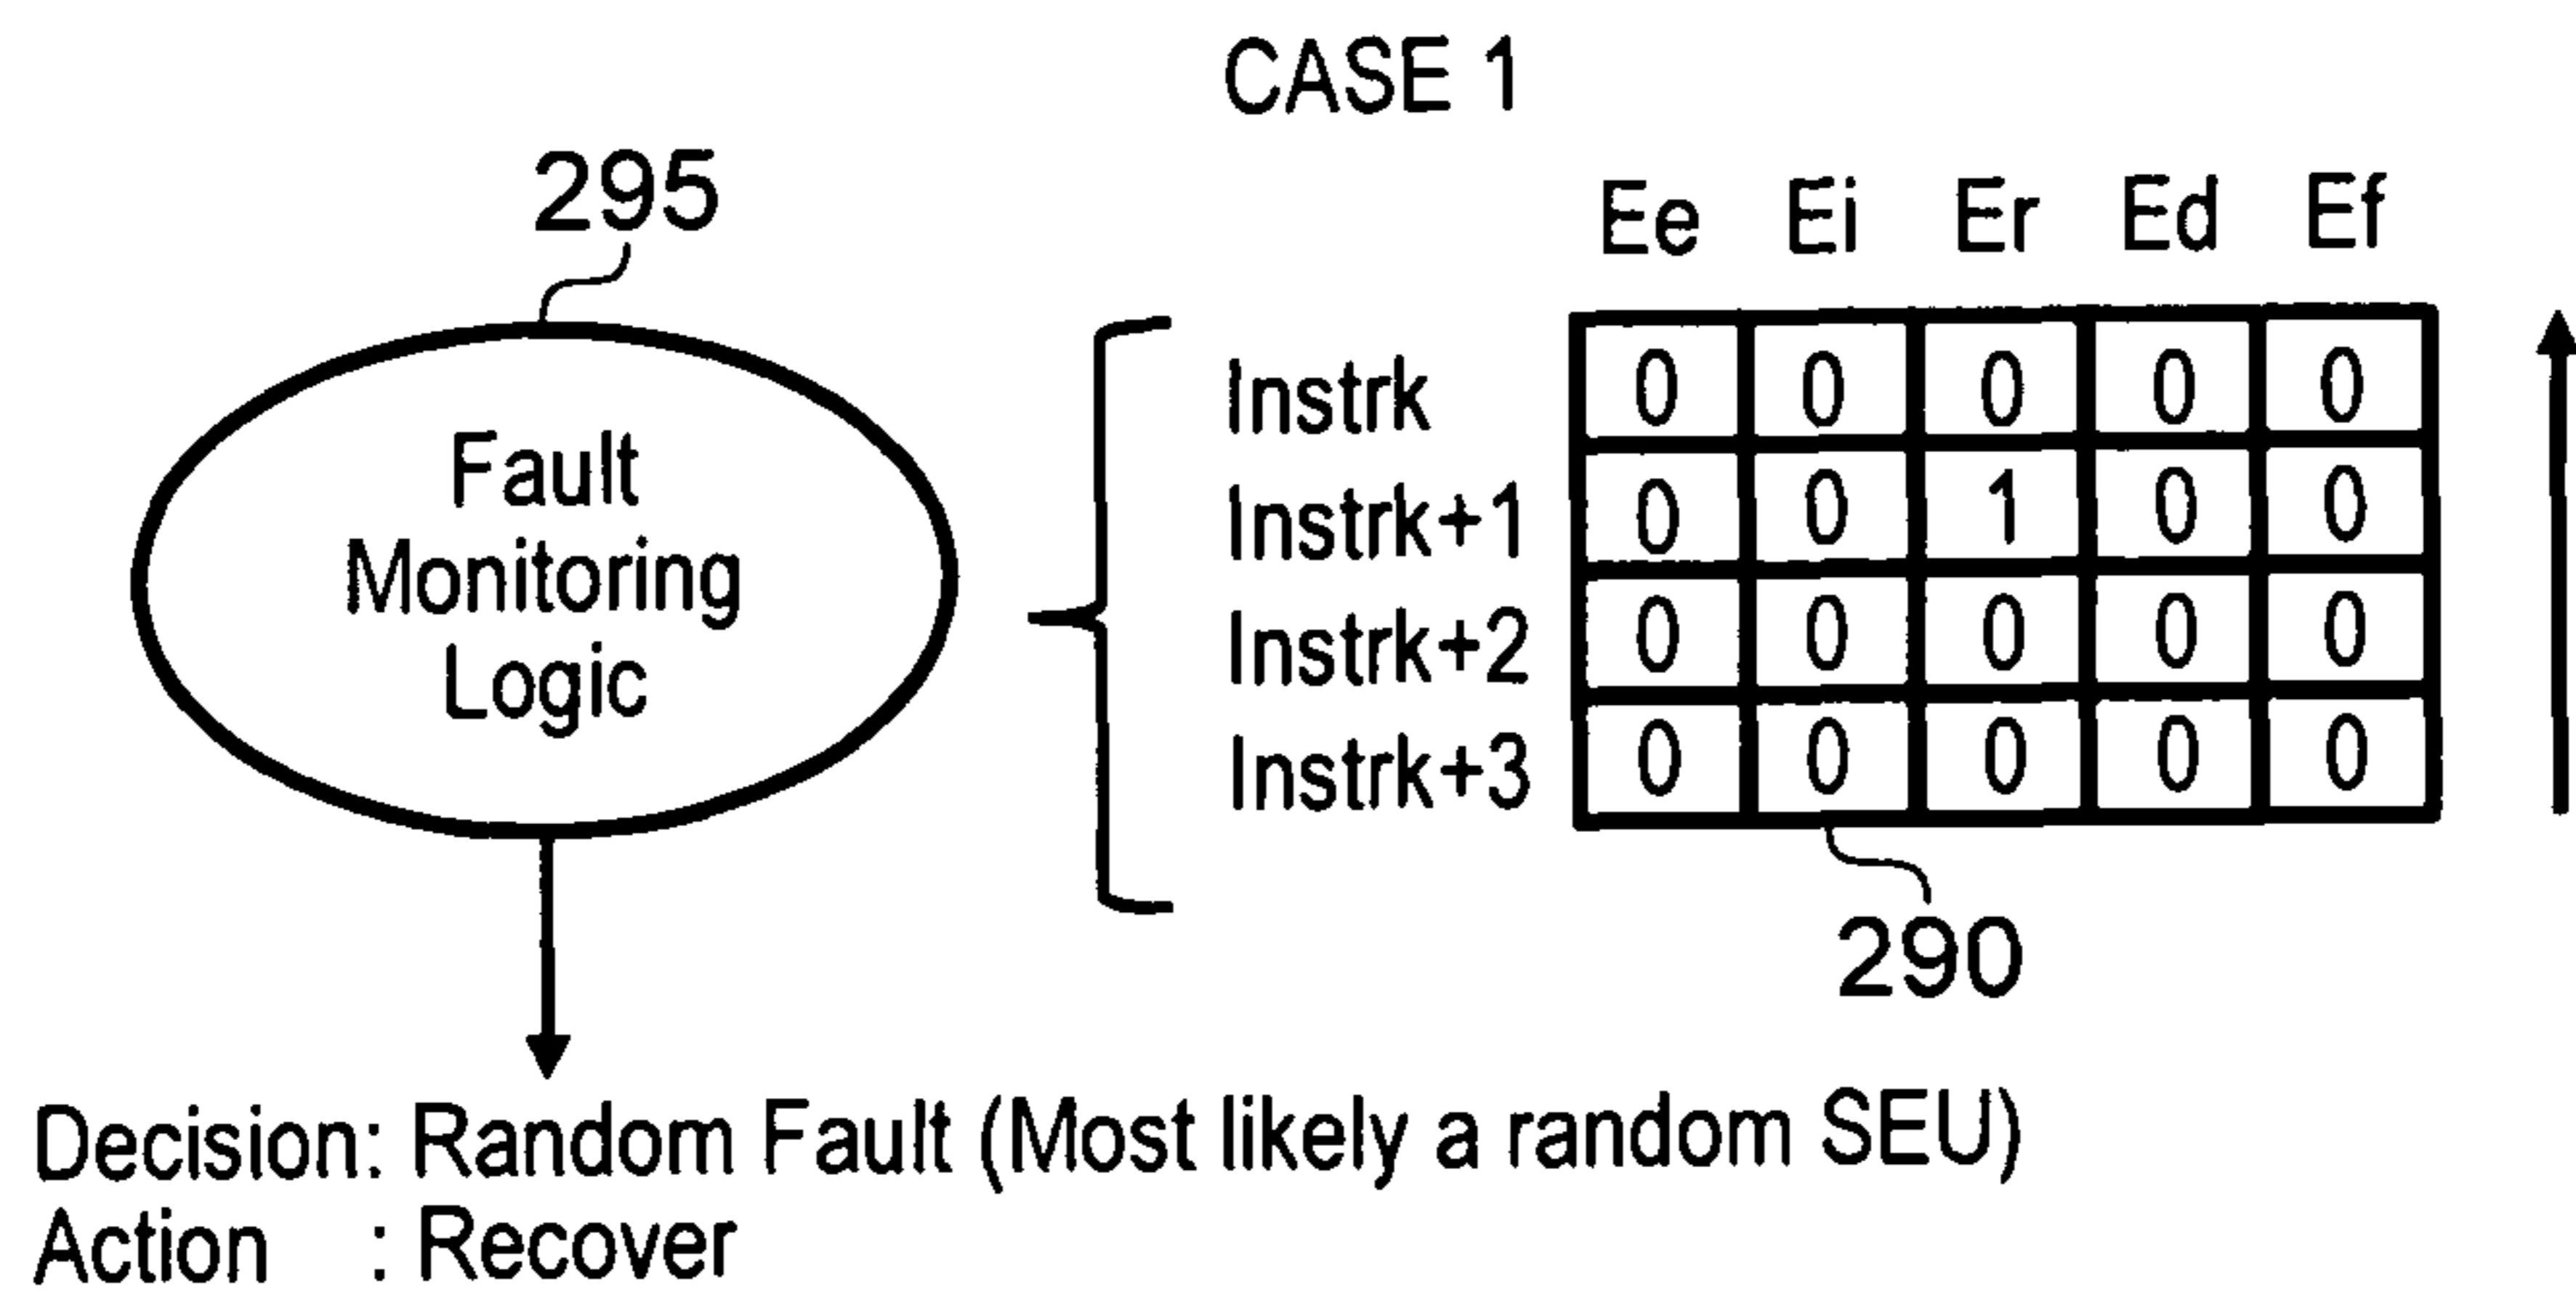 CASE 1
295
Ee Ei Er Ed Ef
Fault
Monitoring
Logic
Instrk 0 0 0 0 0
Instrk+1 0 0 1 0 0
Instrk+2 0 0 0 0 0
Instrk+3 0 0 0 0 0
290
Decision: Random Fault (Most likely a random SEU)
Action : Recover